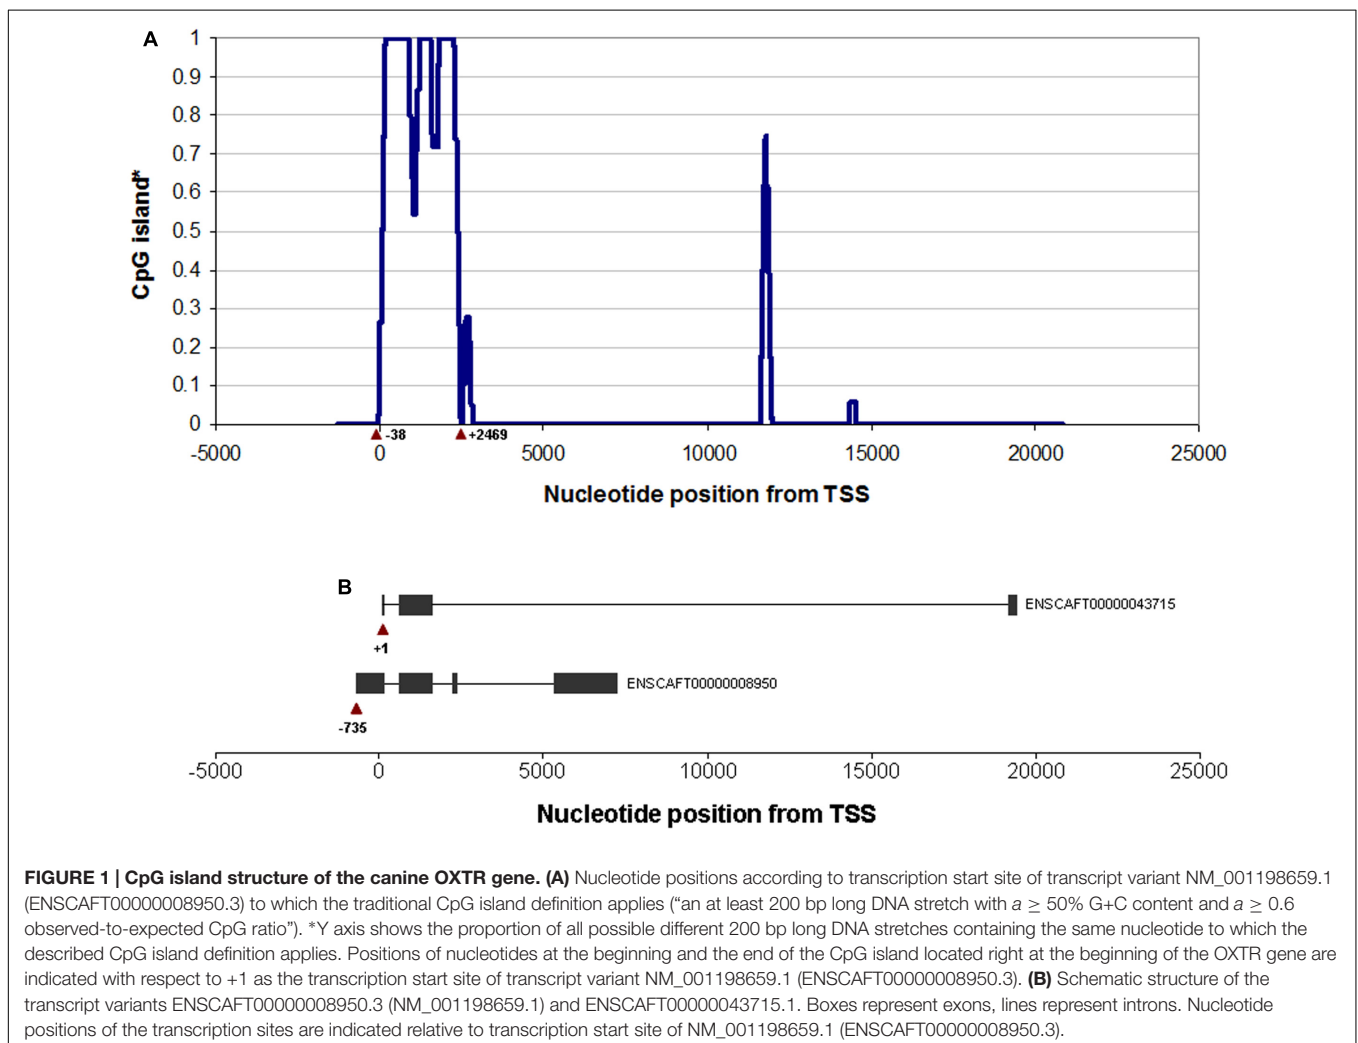 A
1
0.9
0.8
0.7
0.6
0.5
0.4
0.3
0.2
0.1
0
CpG island*
-38
+2469
-5000
0
5000
10000
15000
20000
25000
Nucleotide position from TSS
B
ENSCAFT00000043715
+1
ENSCAFT00000008950
-735
-5000
0
5000
10000
15000
20000
25000
Nucleotide position from TSS
FIGURE 1 | CpG island structure of the canine OXTR gene. (A) Nucleotide positions according to transcription start site of transcript variant NM_001198659.1
(ENSCAFT00000008950.3) to which the traditional CpG island definition applies (“an at least 200 bp long DNA stretch with a ≥ 50% G+C content and a ≥ 0.6
observed-to-expected CpG ratio”). *Y axis shows the proportion of all possible different 200 bp long DNA stretches containing the same nucleotide to which the
described CpG island definition applies. Positions of nucleotides at the beginning and the end of the CpG island located right at the beginning of the OXTR gene are
indicated with respect to +1 as the transcription start site of transcript variant NM_001198659.1 (ENSCAFT00000008950.3). (B) Schematic structure of the
transcript variants ENSCAFT00000008950.3 (NM_001198659.1) and ENSCAFT00000043715.1. Boxes represent exons, lines represent introns. Nucleotide
positions of the transcription sites are indicated relative to transcription start site of NM_001198659.1 (ENSCAFT00000008950.3).